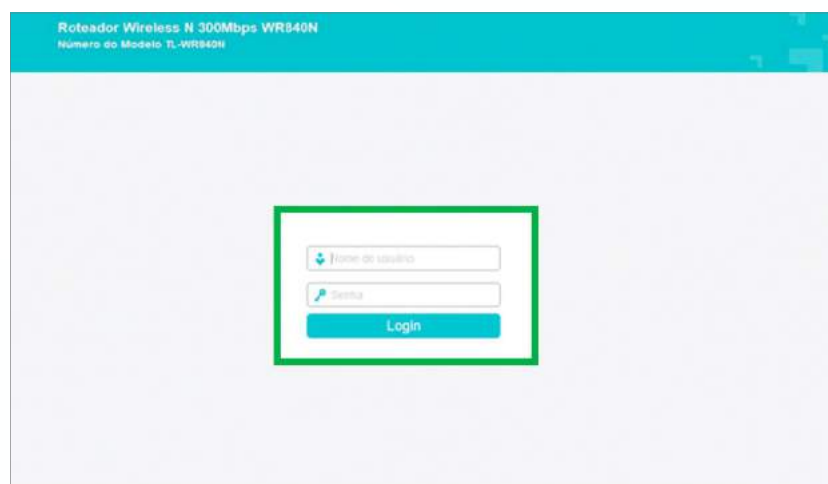 Roteador Wireless N 300Mbps WR840N
Número do Modelo TL-WR840N
Nome de usuário
Senha
Login